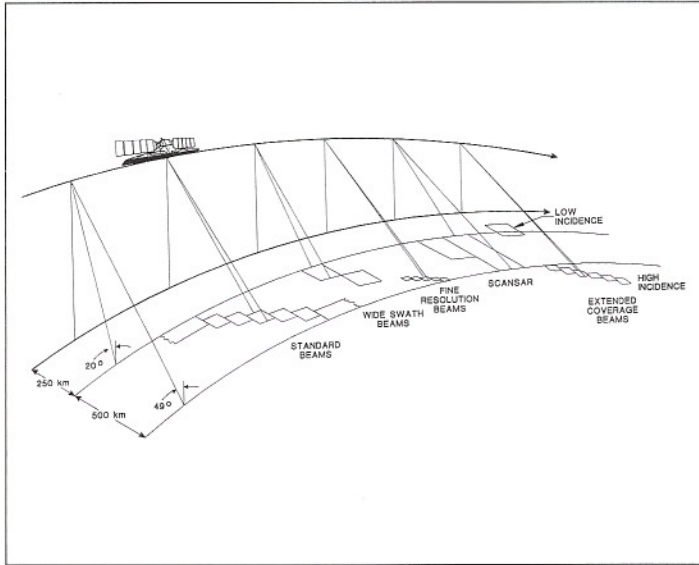 LOW
INCIDENCE
HIGH
INCIDENCE
SCANSAR
FINE
RESOLUTION
BEAMS
EXTENDED
COVERAGE
BEAMS
WIDE SWATH
BEAMS
STANDARD
BEAMS
20°
49°
250 km
500 km